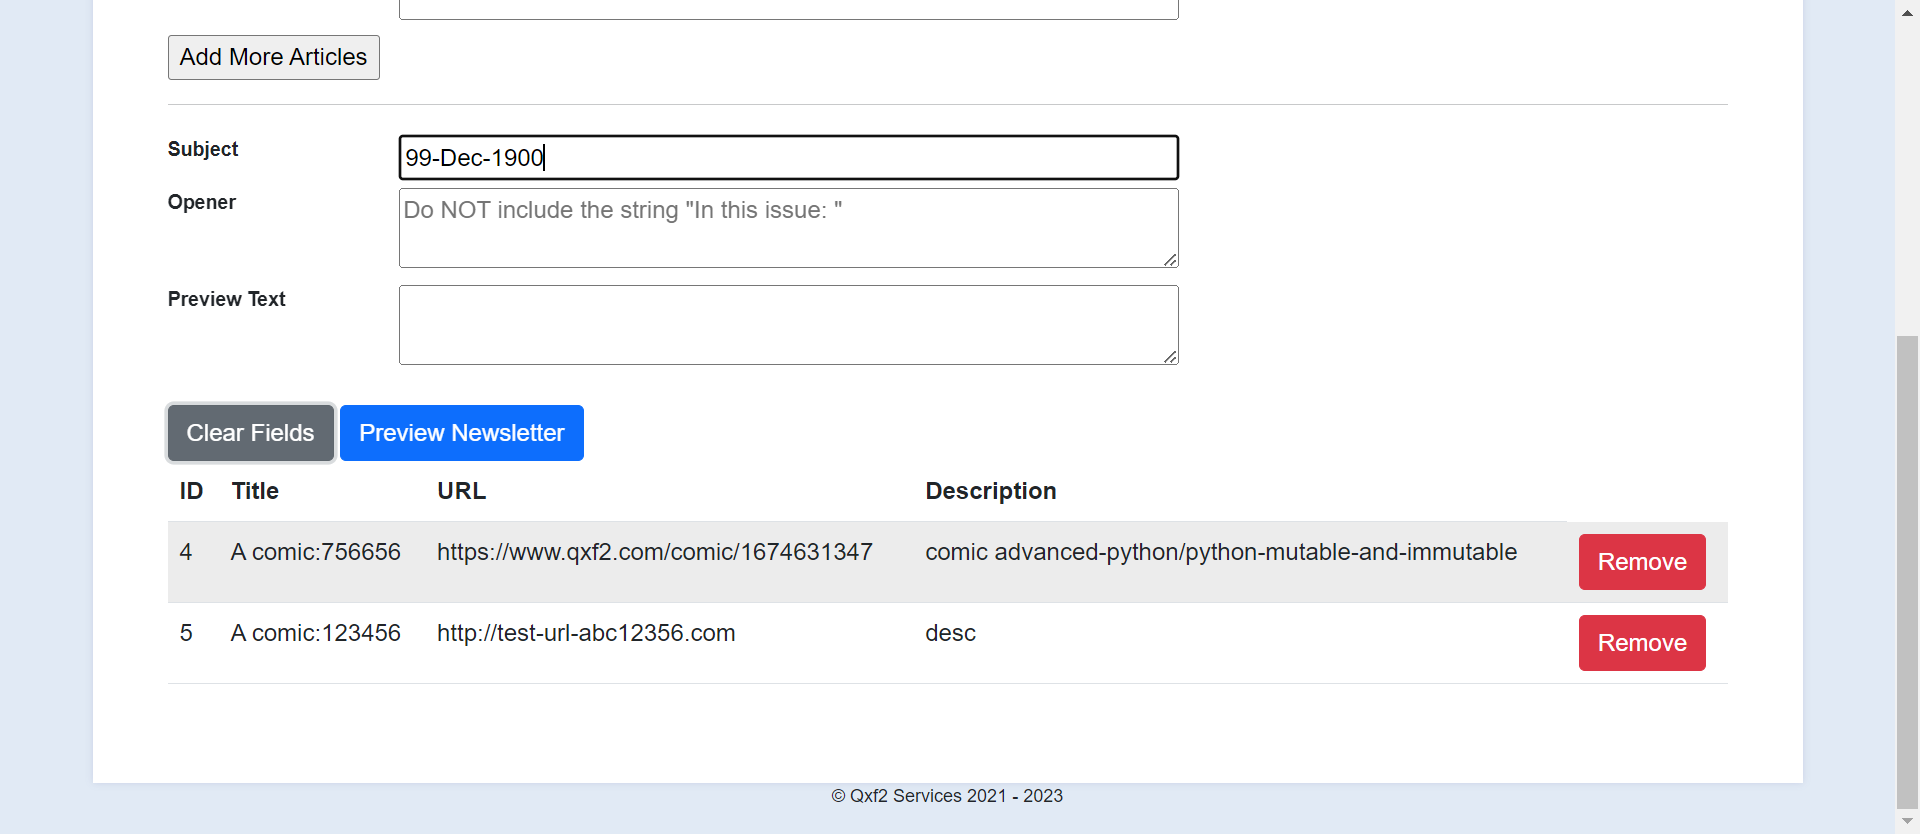 Add More Articles
Subject
99-Dec-1900
Opener
Do NOT include the string "In this issue: "
Preview Text
Clear Fields Preview Newsletter
ID Title URL Description
4 A comic:756656 https://www.qxf2.com/comic/1674631347 comic advanced-python/python-mutable-and-immutable Remove
5 A comic:123456 http://test-url-abc12356.com desc Remove
© Qxf2 Services 2021 - 2023